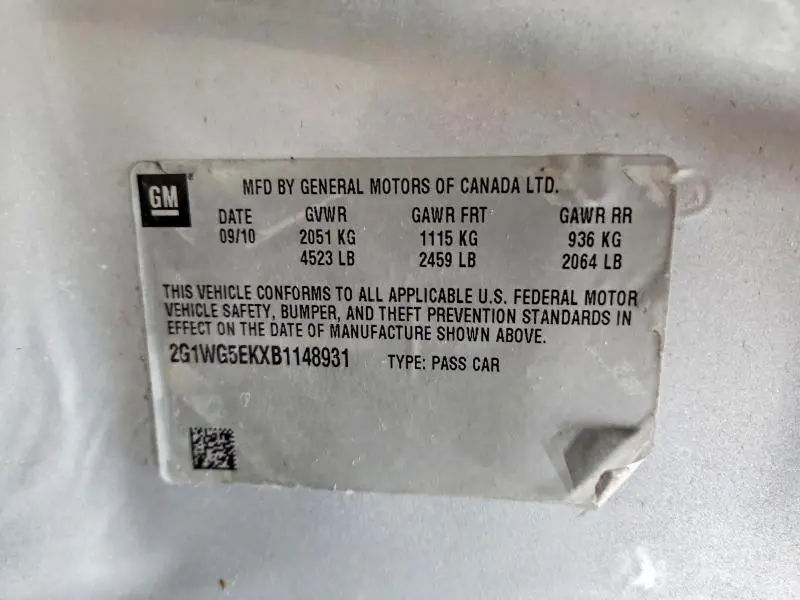 GM
MFD BY GENERAL MOTORS OF CANADA LTD.
DATE GVWR GAWR FRT GAWR RR
09/10 2051 KG 1115 KG 936 KG
4523 LB 2459 LB 2064 LB
THIS VEHICLE CONFORMS TO ALL APPLICABLE U.S. FEDERAL MOTOR
VEHICLE SAFETY, BUMPER, AND THEFT PREVENTION STANDARDS IN
EFFECT ON THE DATE OF MANUFACTURE SHOWN ABOVE.
2G1WG5EKXB1148931 TYPE: PASS CAR